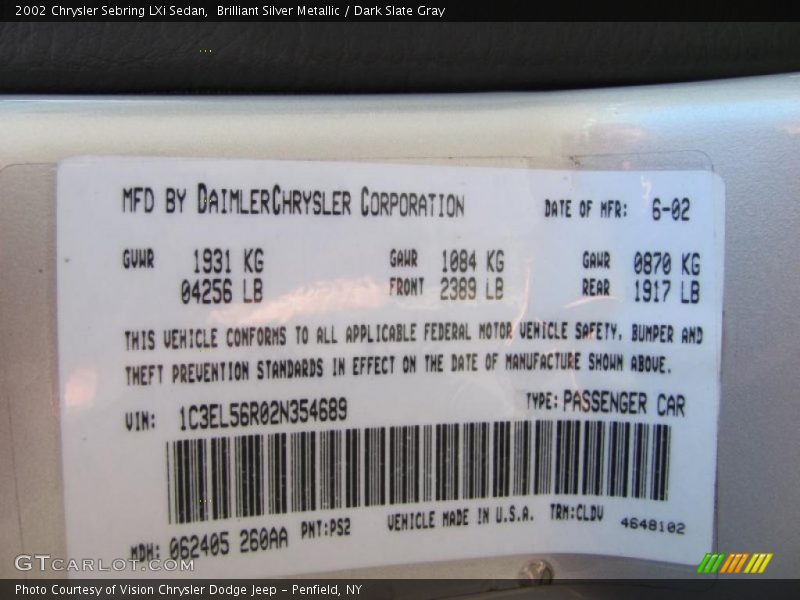 2002 Chrysler Sebring LXi Sedan,  Brilliant Silver Metallic / Dark Slate Gray
MFD BY DAIMLERCHRYSLER CORPORATION DATE OF MFR: 6-02
GVWR 1931 KG GAWR 1084 KG GAWR 0870 KG
04256 LB FRONT 2389 LB REAR 1917 LB
THIS VEHICLE CONFORMS TO ALL APPLICABLE FEDERAL MOTOR VEHICLE SAFETY, BUMPER AND
THEFT PREVENTION STANDARDS IN EFFECT ON THE DATE OF MANUFACTURE SHOWN ABOVE.
VIN: 1C3EL56R02N354689 TYPE: PASSENGER CAR
MDH: 062405 260AA PNT:PS2 VEHICLE MADE IN U.S.A. TRM:CLDV 4648102
GTCARLOT.COM
Photo Courtesy of Vision Chrysler Dodge Jeep – Penfield, NY